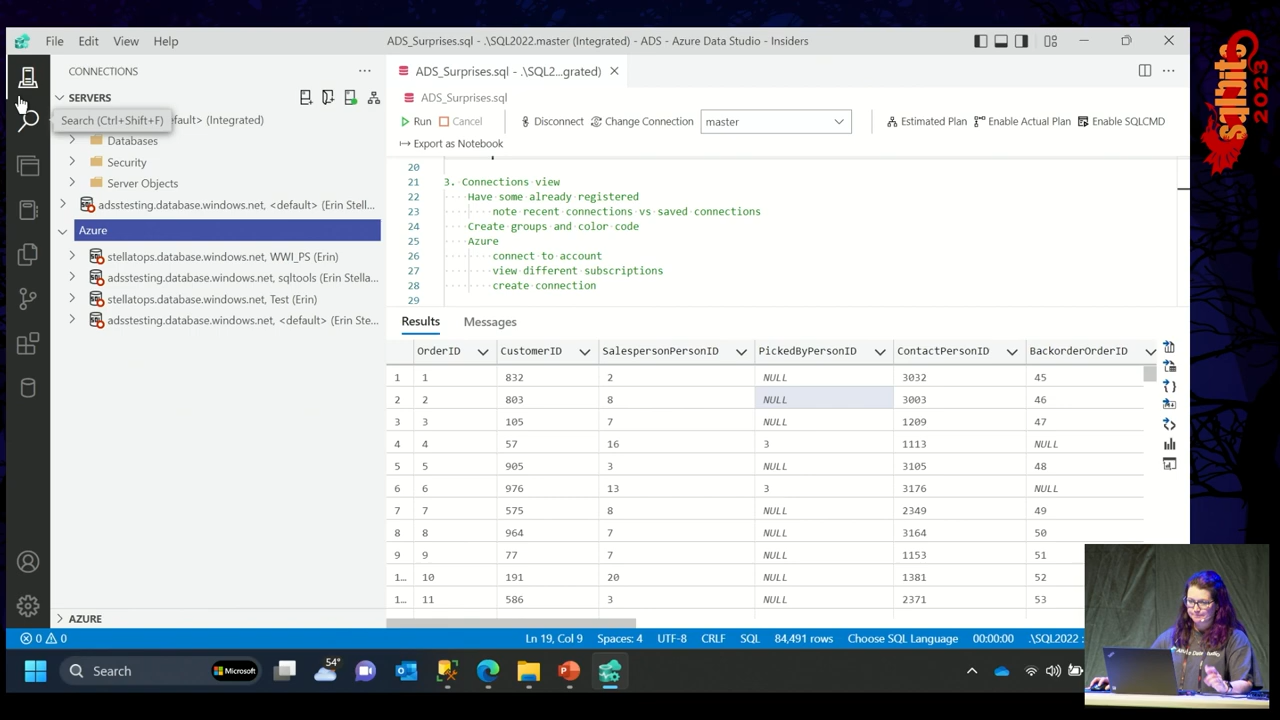 File Edit View Help
ADS_Surprises.sql - .\SQL2022.master (Integrated) - ADS - Azure Data Studio - Insiders
CONNECTIONS
SERVERS
Search (Ctrl+Shift+F)
efault> (Integrated)
Databases
Security
Server Objects
adsstesting.database.windows.net, <default> (Erin Stell...
Azure
stellatops.database.windows.net, WWI_PS (Erin)
adsstesting.database.windows.net, sqltools (Erin Stella...
stellatops.database.windows.net, Test (Erin)
adsstesting.database.windows.net, <default> (Erin Ste...
AZURE
ADS_Surprises.sql - .\SQL2...grated)
ADS_Surprises.sql
Run Cancel Disconnect Change Connection master Estimated Plan Enable Actual Plan Enable SQLCMD
Export as Notebook
20
21 3. Connections view
22 Have some already registered
23 note recent connections vs saved connections
24 Create groups and color code
25 Azure
26 connect to account
27 view different subscriptions
28 create connection
29
Results Messages
OrderID CustomerID SalespersonPersonID PickedByPersonID ContactPersonID BackorderOrderID
1 1 832 2 NULL 3032 45
2 2 803 8 NULL 3003 46
3 3 105 7 NULL 1209 47
4 4 57 16 3 1113 NULL
5 5 905 3 NULL 3105 48
6 6 976 13 3 3176 NULL
7 7 575 8 NULL 2349 49
8 8 964 7 NULL 3164 50
9 9 77 7 NULL 1153 51
1... 10 191 20 NULL 1381 52
1... 11 586 3 NULL 2371 53
0 0 Ln 19, Col 9 Spaces: 4 UTF-8 CRLF SQL 84,491 rows Choose SQL Language 00:00:00 .\SQL2022 :
Search Microsoft 54°
sqlbits
2023
Azure Data Studio